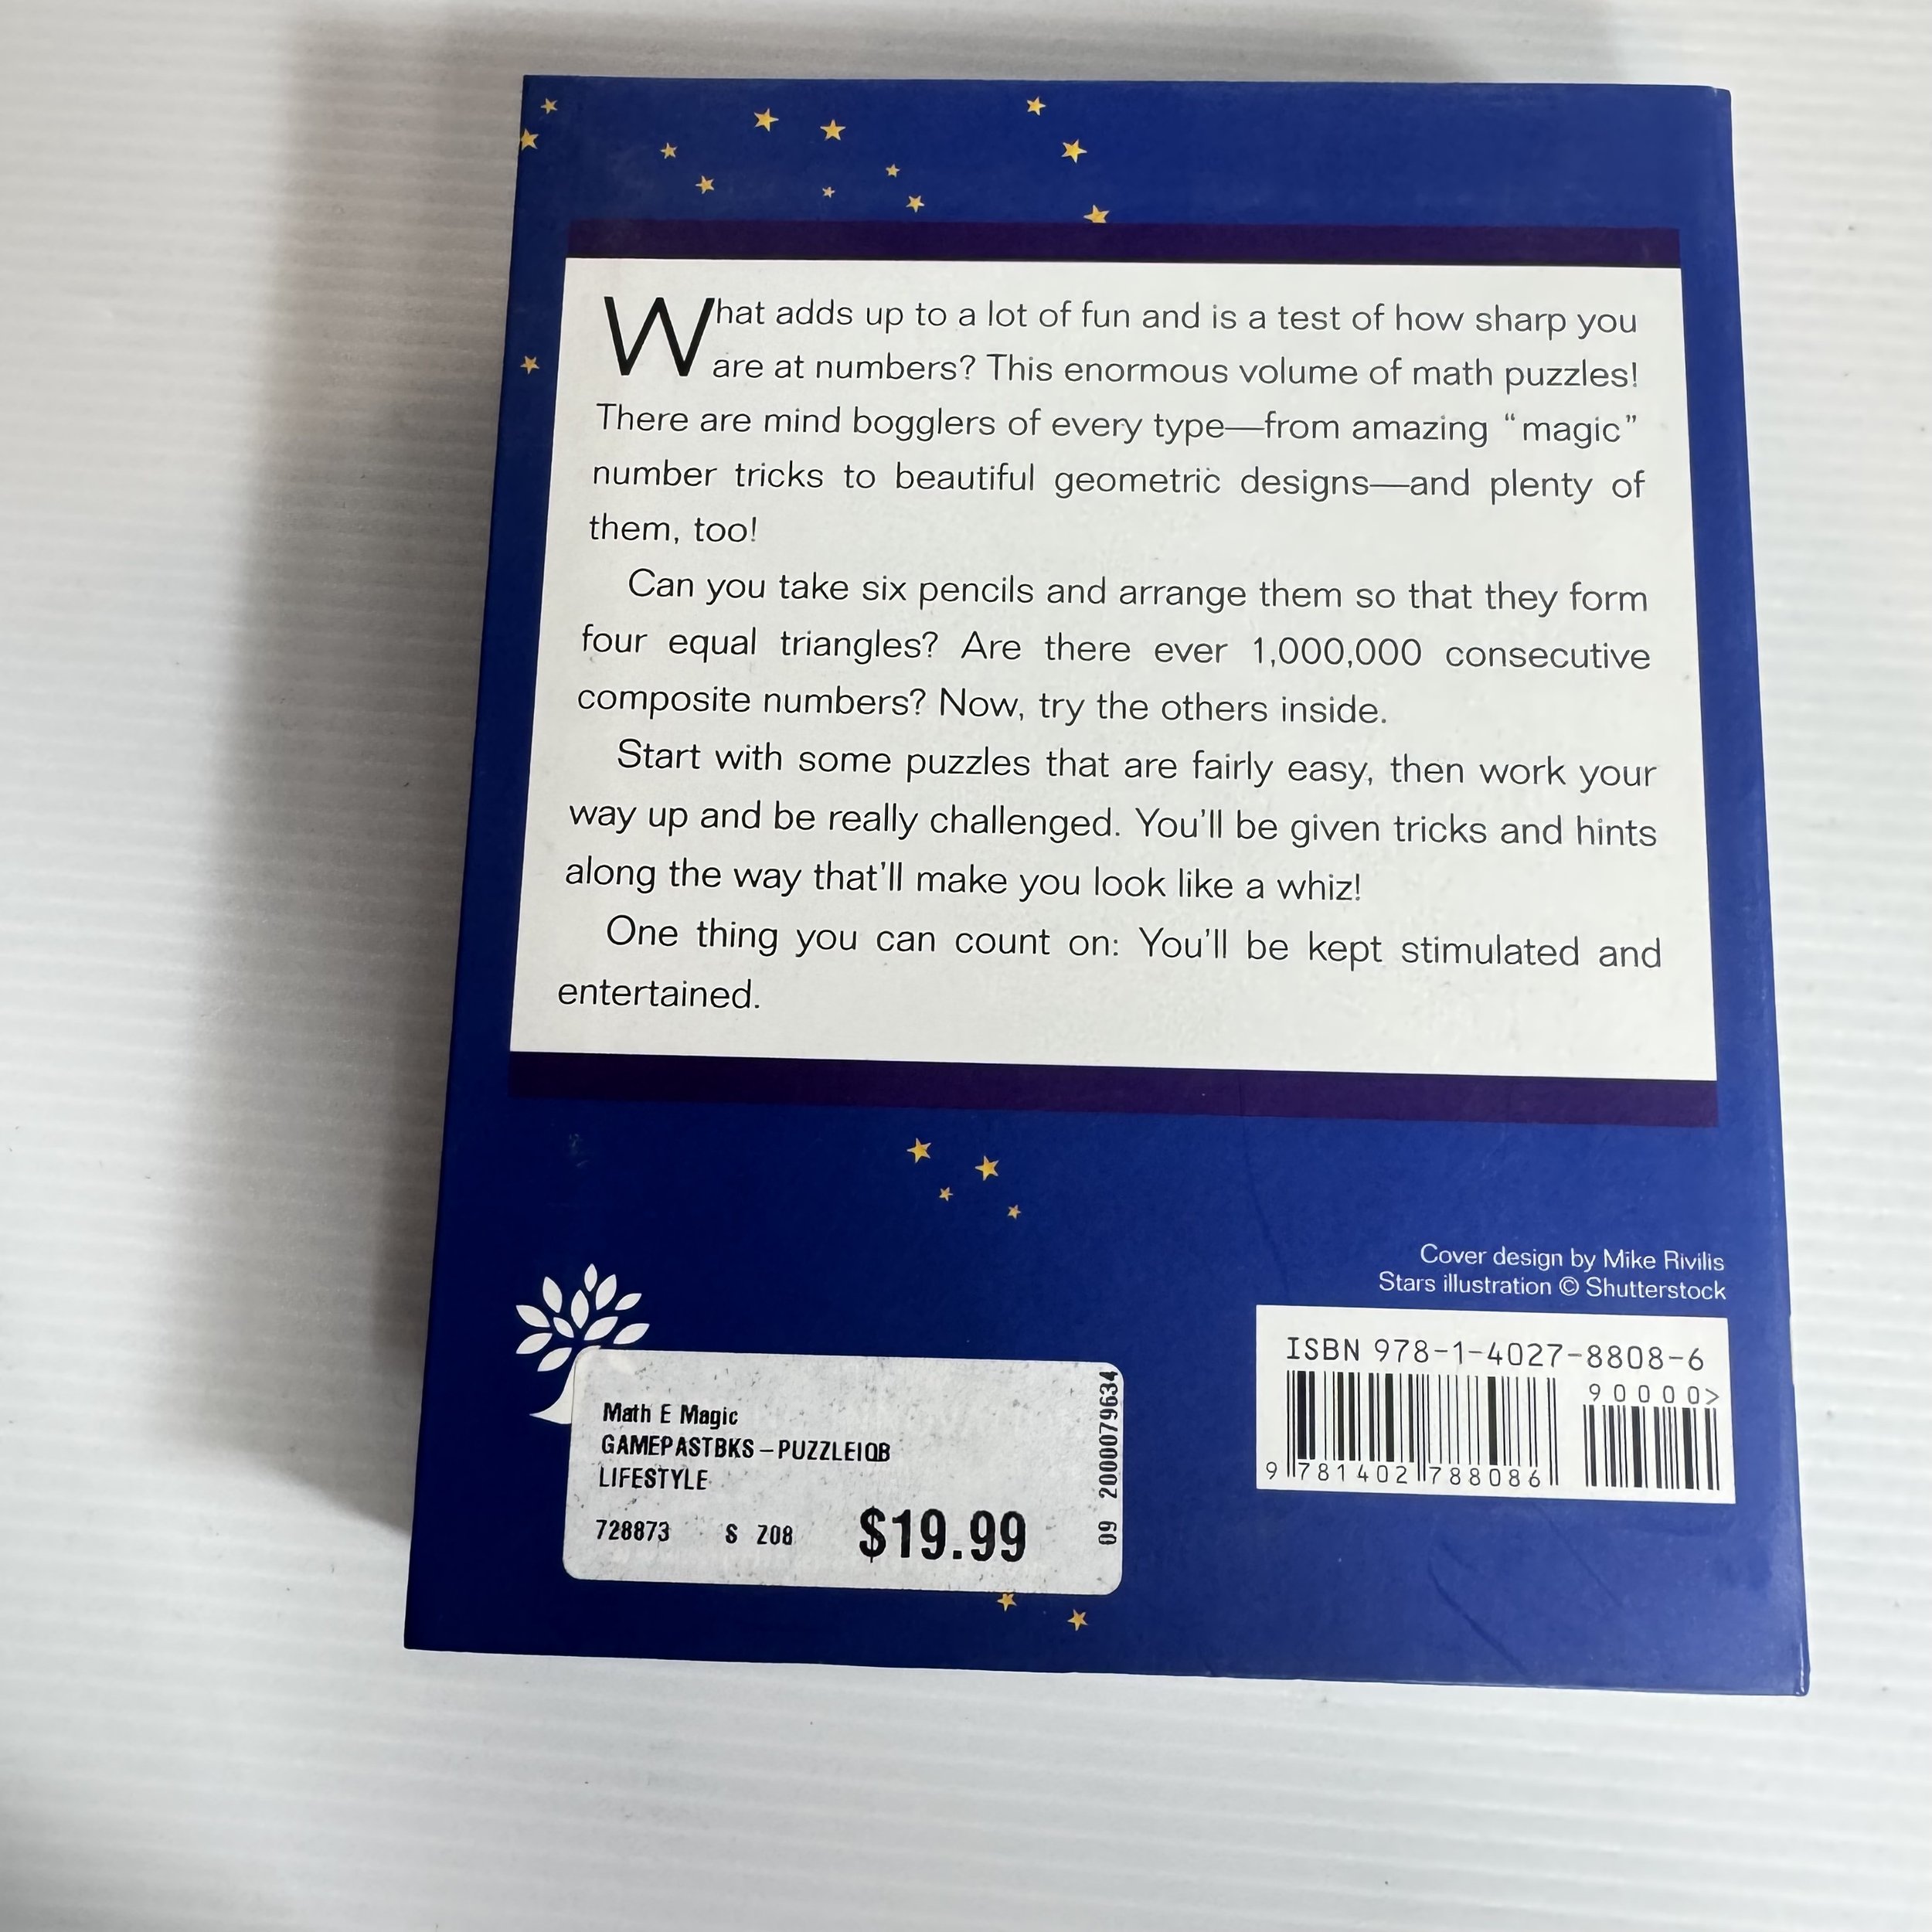 What adds up to a lot of fun and is a test of how sharp you
are at numbers? This enormous volume of math puzzles!
There are mind bogglers of every type—from amazing “magic”
number tricks to beautiful geometric designs—and plenty of
them, too!
Can you take six pencils and arrange them so that they form
four equal triangles? Are there ever 1,000,000 consecutive
composite numbers? Now, try the others inside.
Start with some puzzles that are fairly easy, then work your
way up and be really challenged. You'll be given tricks and hints
along the way that'll make you look like a whiz!
One thing you can count on: You'll be kept stimulated and
entertained.
Cover design by Mike Rivilis
Stars illustration © Shutterstock
ISBN 978-1-4027-8808-6
90000>
9 781402 788086
Math E Magic
GAMEPASTBKS – PUZZLEIQB
LIFESTYLE
728873 S Z08 $19.99
09 2000079634